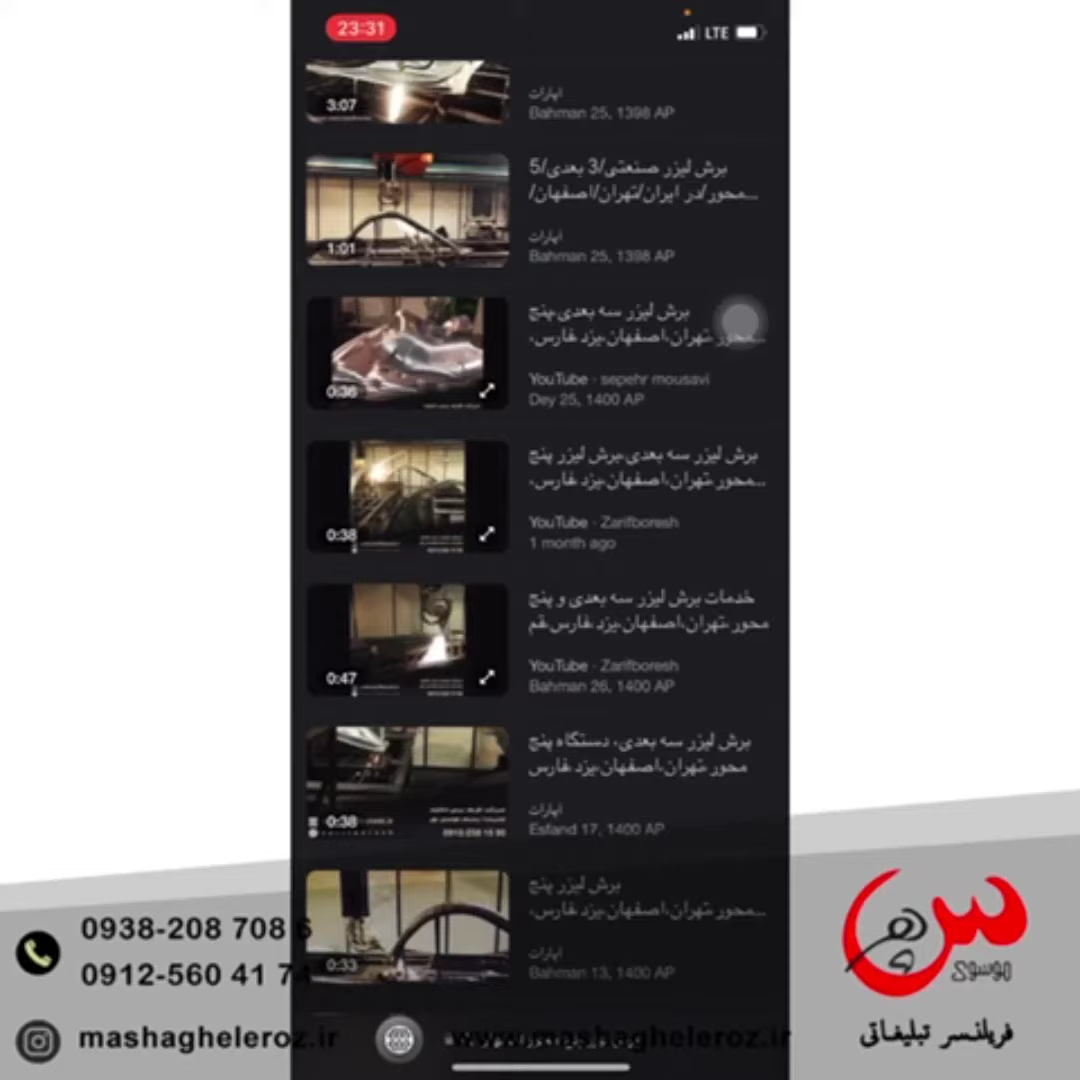 23:31
LTE
3:07
آپارات
Bahman 25, 1398 AP
برش لیزر صنعتی/3 بعدی/5
محور/در ایران/تهران/اصفهان/...
1:01
آپارات
Bahman 25, 1398 AP
برش لیزر سه بعدی،پنج
محور،تهران،اصفهان،یزد،فارس،...
0:36
YouTube · sepehr mousavi
Dey 25, 1400 AP
برش لیزر سه بعدی،برش لیزر پنج
محور،تهران،اصفهان،یزد،فارس،...
0:38
YouTube · Zarifboresh
1 month ago
خدمات برش لیزر سه بعدی و پنج
محور،تهران،اصفهان،یزد،فارس،قم
0:47
YouTube · Zarifboresh
Bahman 26, 1400 AP
برش لیزر سه بعدی، دستگاه پنج
محور،تهران،اصفهان،یزد،فارس
0:38
آپارات
Esfand 17, 1400 AP
برش لیزر پنج
محور،تهران،اصفهان،یزد،فارس،...
0:33
آپارات
Bahman 13, 1400 AP
0938-208 708 6
0912-560 41 74
mashagheleroz.ir
www.mashagheleroz.ir
موسوی
فریلنسر تبلیغاتی